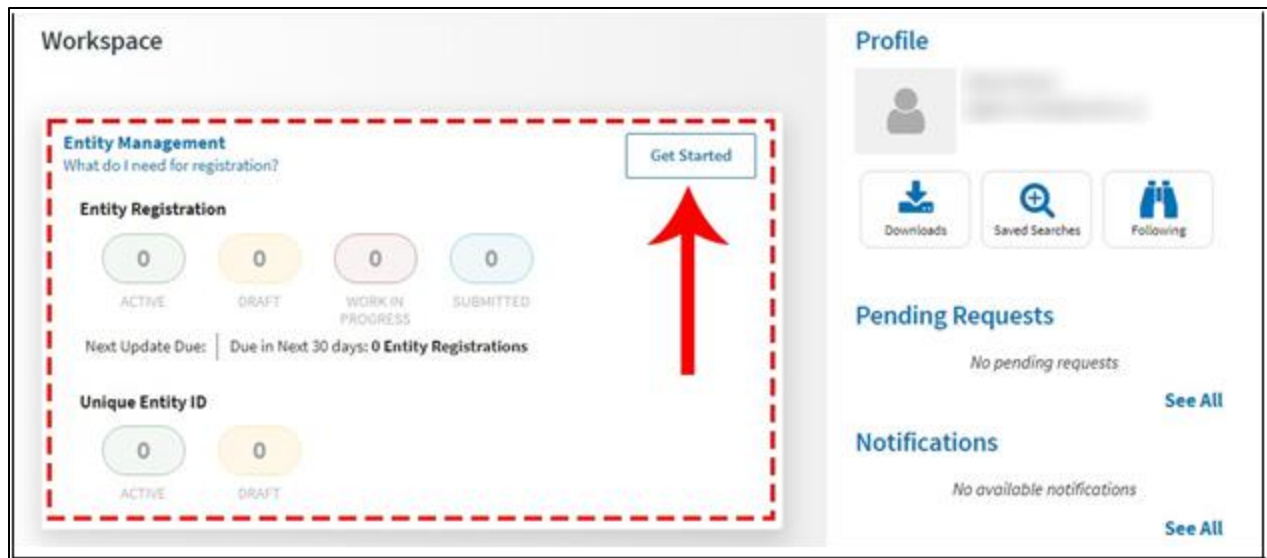 Workspace
Entity Management
What do I need for registration?
Get Started
Entity Registration
0 0 0 0
ACTIVE DRAFT WORK IN PROGRESS SUBMITTED
Next Update Due: Due in Next 30 days: 0 Entity Registrations
Unique Entity ID
0 0
ACTIVE DRAFT
Profile
Downloads Saved Searches Following
Pending Requests
No pending requests
See All
Notifications
No available notifications
See All